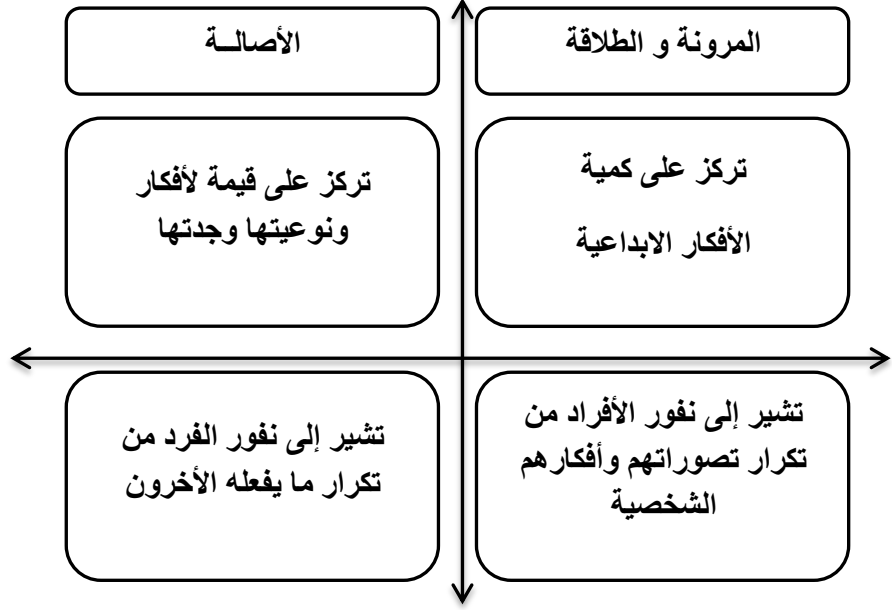 المرونة و الطلاقة
الأصالــة
تركز على كمية
الأفكار الابداعية
تركز على قيمة لأفكار
ونوعيتها وجدتها
تشير إلى نفور الأفراد من
تكرار تصوراتهم وأفكارهم
الشخصية
تشير إلى نفور الفرد من
تكرار ما يفعله الأخرون